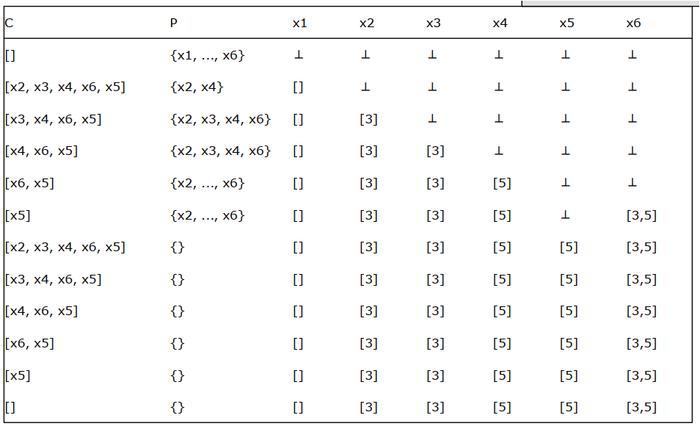 C P x1 x2 x3 x4 x5 x6
[] {x1, ..., x6} ⊥ ⊥ ⊥ ⊥ ⊥ ⊥
[x2, x3, x4, x6, x5] {x2, x4} [] ⊥ ⊥ ⊥ ⊥ ⊥
[x3, x4, x6, x5] {x2, x3, x4, x6} [] [3] ⊥ ⊥ ⊥ ⊥
[x4, x6, x5] {x2, x3, x4, x6} [] [3] [3] ⊥ ⊥ ⊥
[x6, x5] {x2, ..., x6} [] [3] [3] [5] ⊥ ⊥
[x5] {x2, ..., x6} [] [3] [3] [5] ⊥ [3,5]
[x2, x3, x4, x6, x5] {} [] [3] [3] [5] [5] [3,5]
[x3, x4, x6, x5] {} [] [3] [3] [5] [5] [3,5]
[x4, x6, x5] {} [] [3] [3] [5] [5] [3,5]
[x6, x5] {} [] [3] [3] [5] [5] [3,5]
[x5] {} [] [3] [3] [5] [5] [3,5]
[] {} [] [3] [3] [5] [5] [3,5]